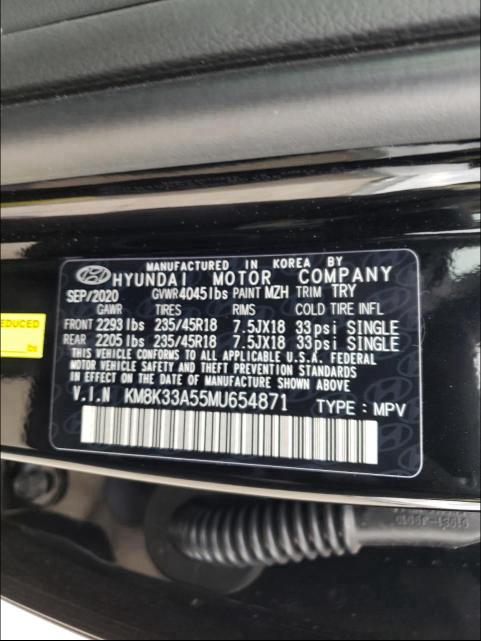 MANUFACTURED IN KOREA BY
HYUNDAI MOTOR COMPANY
SEP/2020 GVWR4045lbs PAINT MZH TRIM TRY
GAWR TIRES RIMS COLD TIRE INFL
FRONT 2293 lbs 235/45R18 7.5JX18 33psi SINGLE
REAR 2205 lbs 235/45R18 7.5JX18 33psi SINGLE
THIS VEHICLE CONFORMS TO ALL APPLICABLE U.S.A. FEDERAL
MOTOR VEHICLE SAFETY AND THEFT PREVENTION STANDARDS
IN EFFECT ON THE DATE OF MANUFACTURE SHOWN ABOVE.
V.I.N KM8K33A55MU654871 TYPE : MPV
EDUCED
lbs